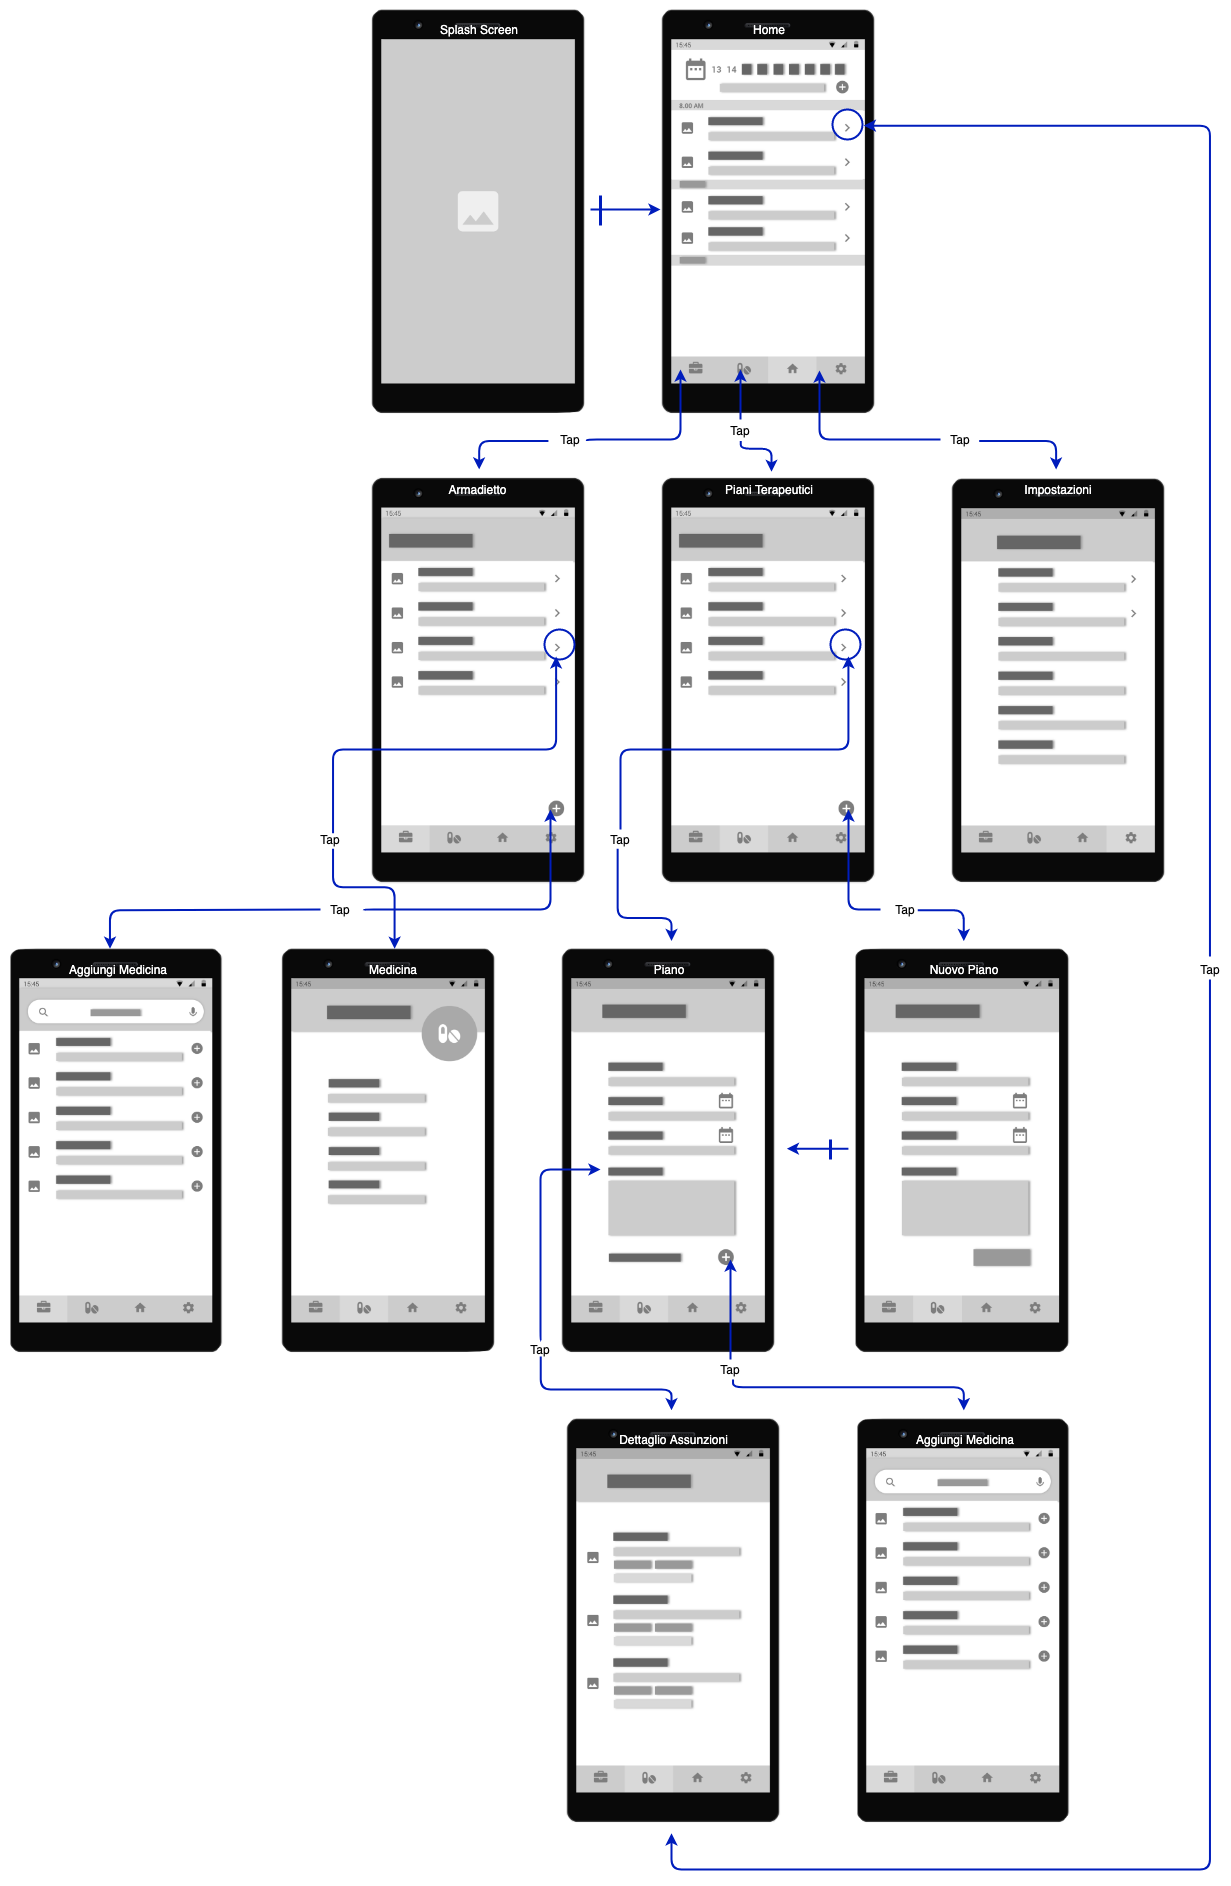 Splash Screen
Home
15:45
13 14
8.00 AM
Tap
Tap
Tap
Armadietto
Piani Terapeutici
Impostazioni
15:45
15:45
15:45
Tap
Tap
Tap
Tap
Aggiungi Medicina
Medicina
Piano
Nuovo Piano
Tap
15:45
15:45
15:45
15:45
Tap
Tap
Dettaglio Assunzioni
Aggiungi Medicina
15:45
15:45